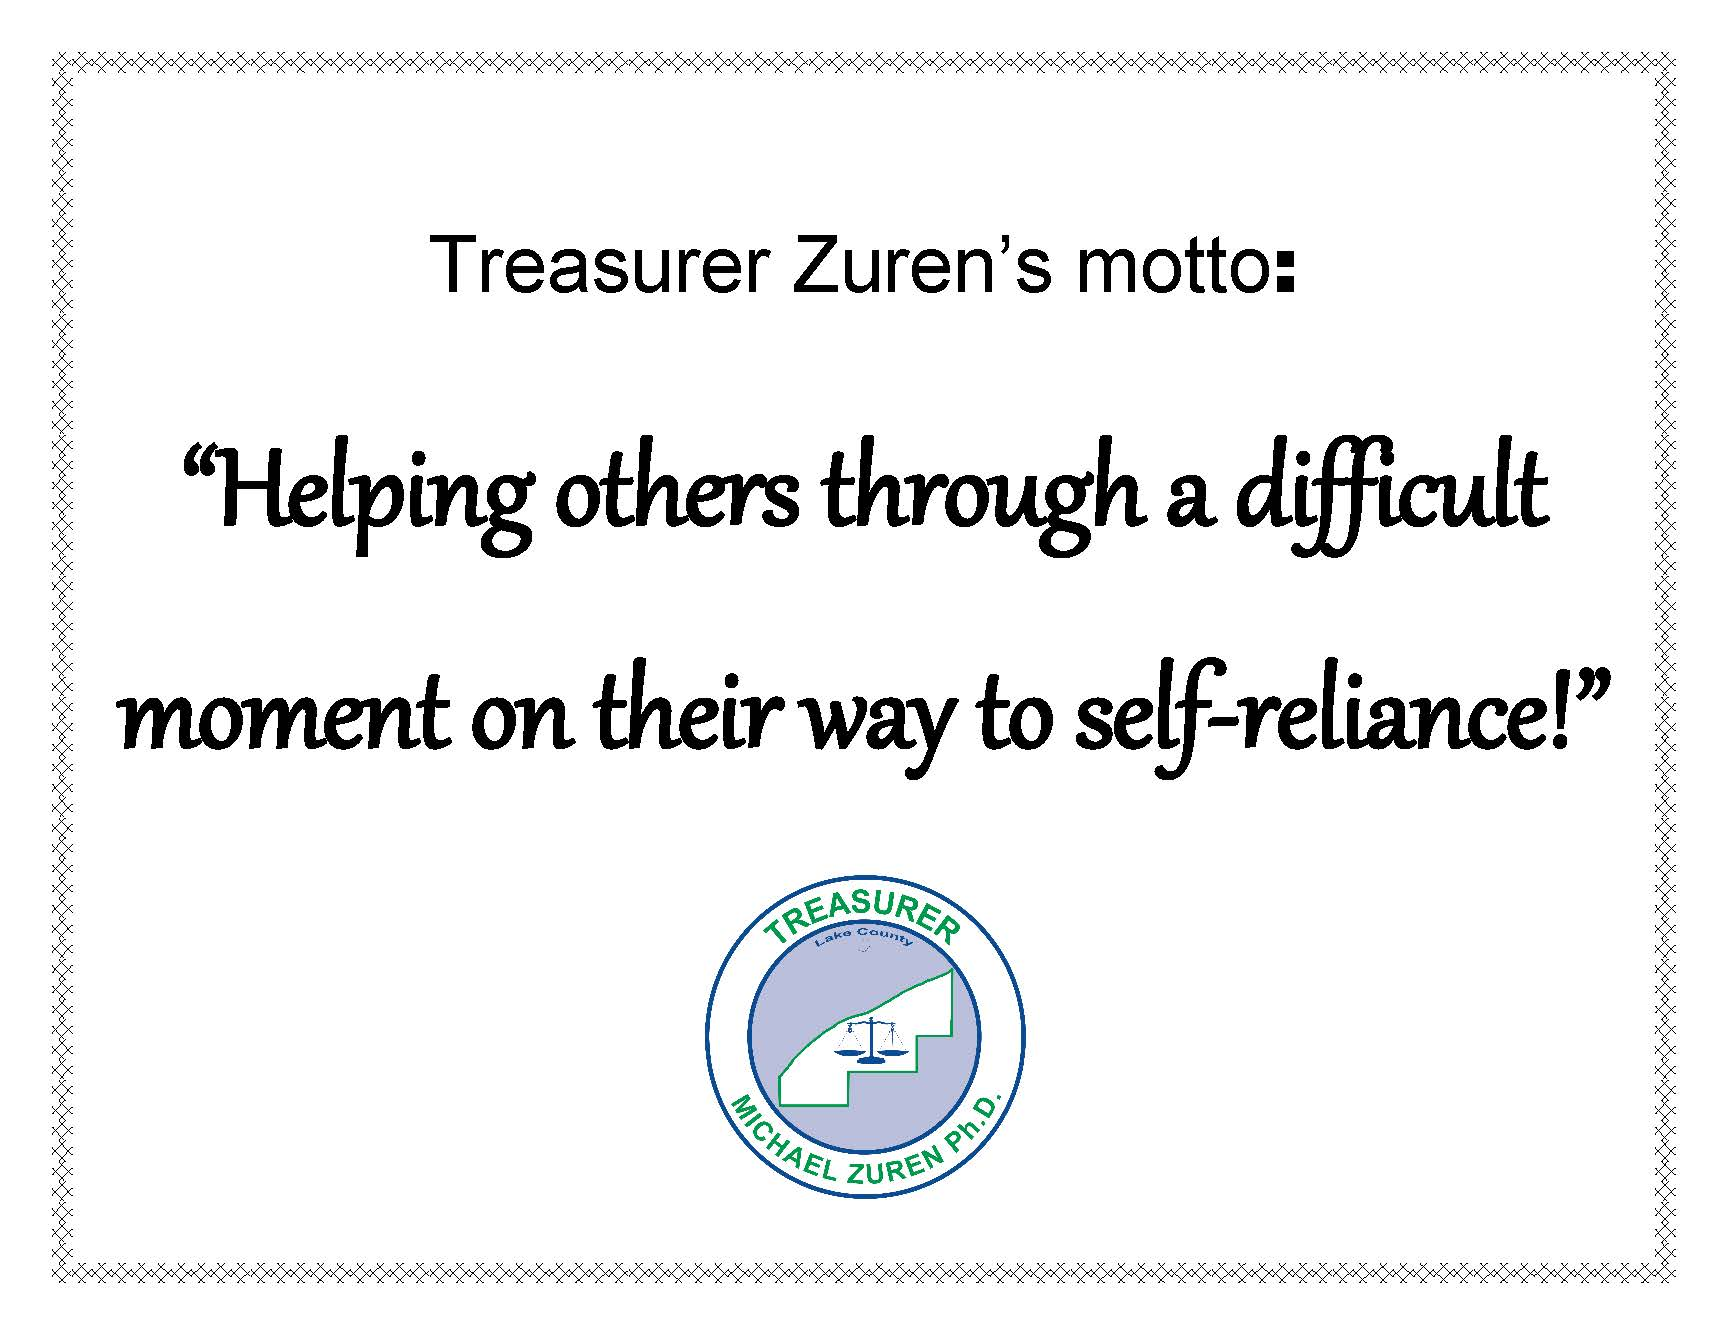 Treasurer Zuren’s motto:
“Helping others through a difficult
moment on their way to self-reliance!”
TREASURER
Lake County
MICHAEL ZUREN Ph.D.